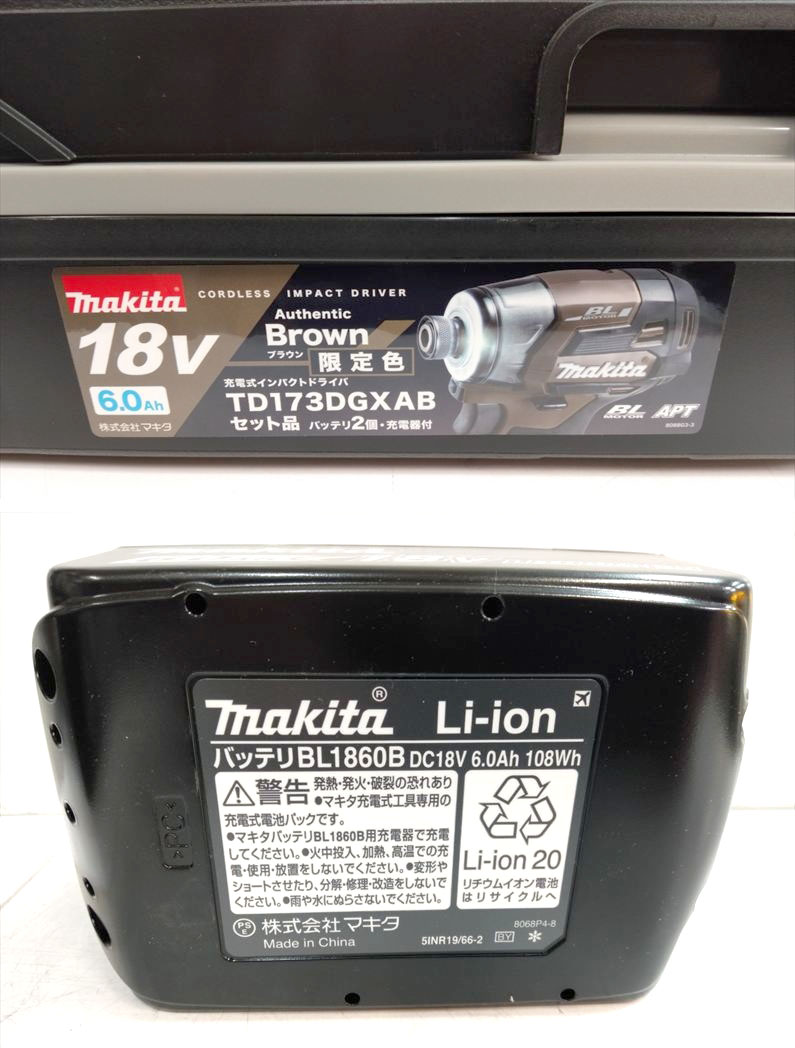 makita
CORDLESS IMPACT DRIVER
18V
Authentic
Brown
ブラウン 限定色
6.0Ah
充電式インパクトドライバ
TD173DGXAB
セット品 バッテリ2個・充電器付
株式会社マキタ
BL
MOTOR
makita
BL
MOTOR
APT
8088G3-3
makita® Li-ion
バッテリBL1860B DC18V 6.0Ah 108Wh
警告 発熱・発火・破裂の恐れあり
●マキタ充電式工具専用の
充電式電池パックです。
●マキタバッテリBL1860B用充電器で充電
してください。●火中投入、加熱、高温での充
電・使用・放置をしないでください。●変形や
ショートさせたり、分解・修理・改造をしないで
ください。●雨や水にぬらさないでください。
Li-ion 20
リチウムイオン電池
はリサイクルへ
PS
E 株式会社マキタ
Made in China
8068P4-8
5INR19/66-2 BY
>PC<